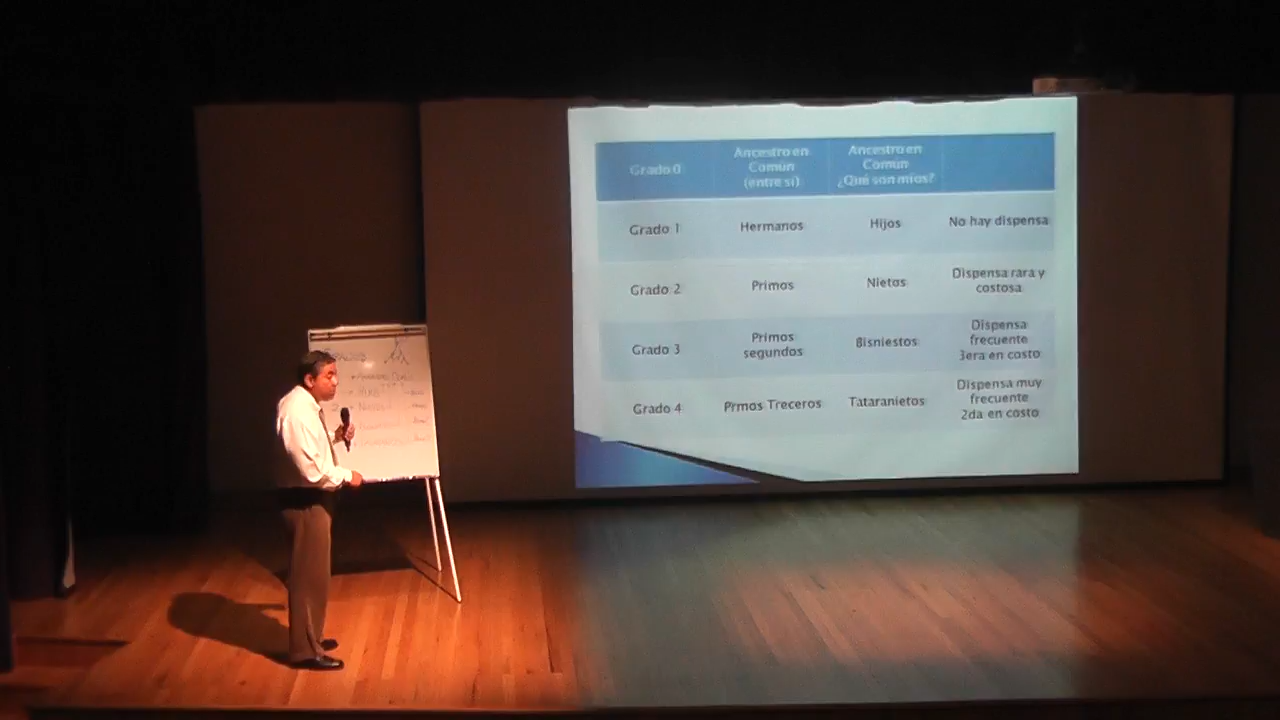 Grado 0
Ancestro en
Común
(entre sí)
Ancestro en
Común
¿Qué son míos?
Grado 1
Hermanos
Hijos
No hay dispensa
Grado 2
Primos
Nietos
Dispensa rara y
costosa
Grado 3
Primos
segundos
Bisniestos
Dispensa
frecuente
3era en costo
Grado 4
Prmos Treceros
Tataranietos
Dispensa muy
frecuente
2da en costo